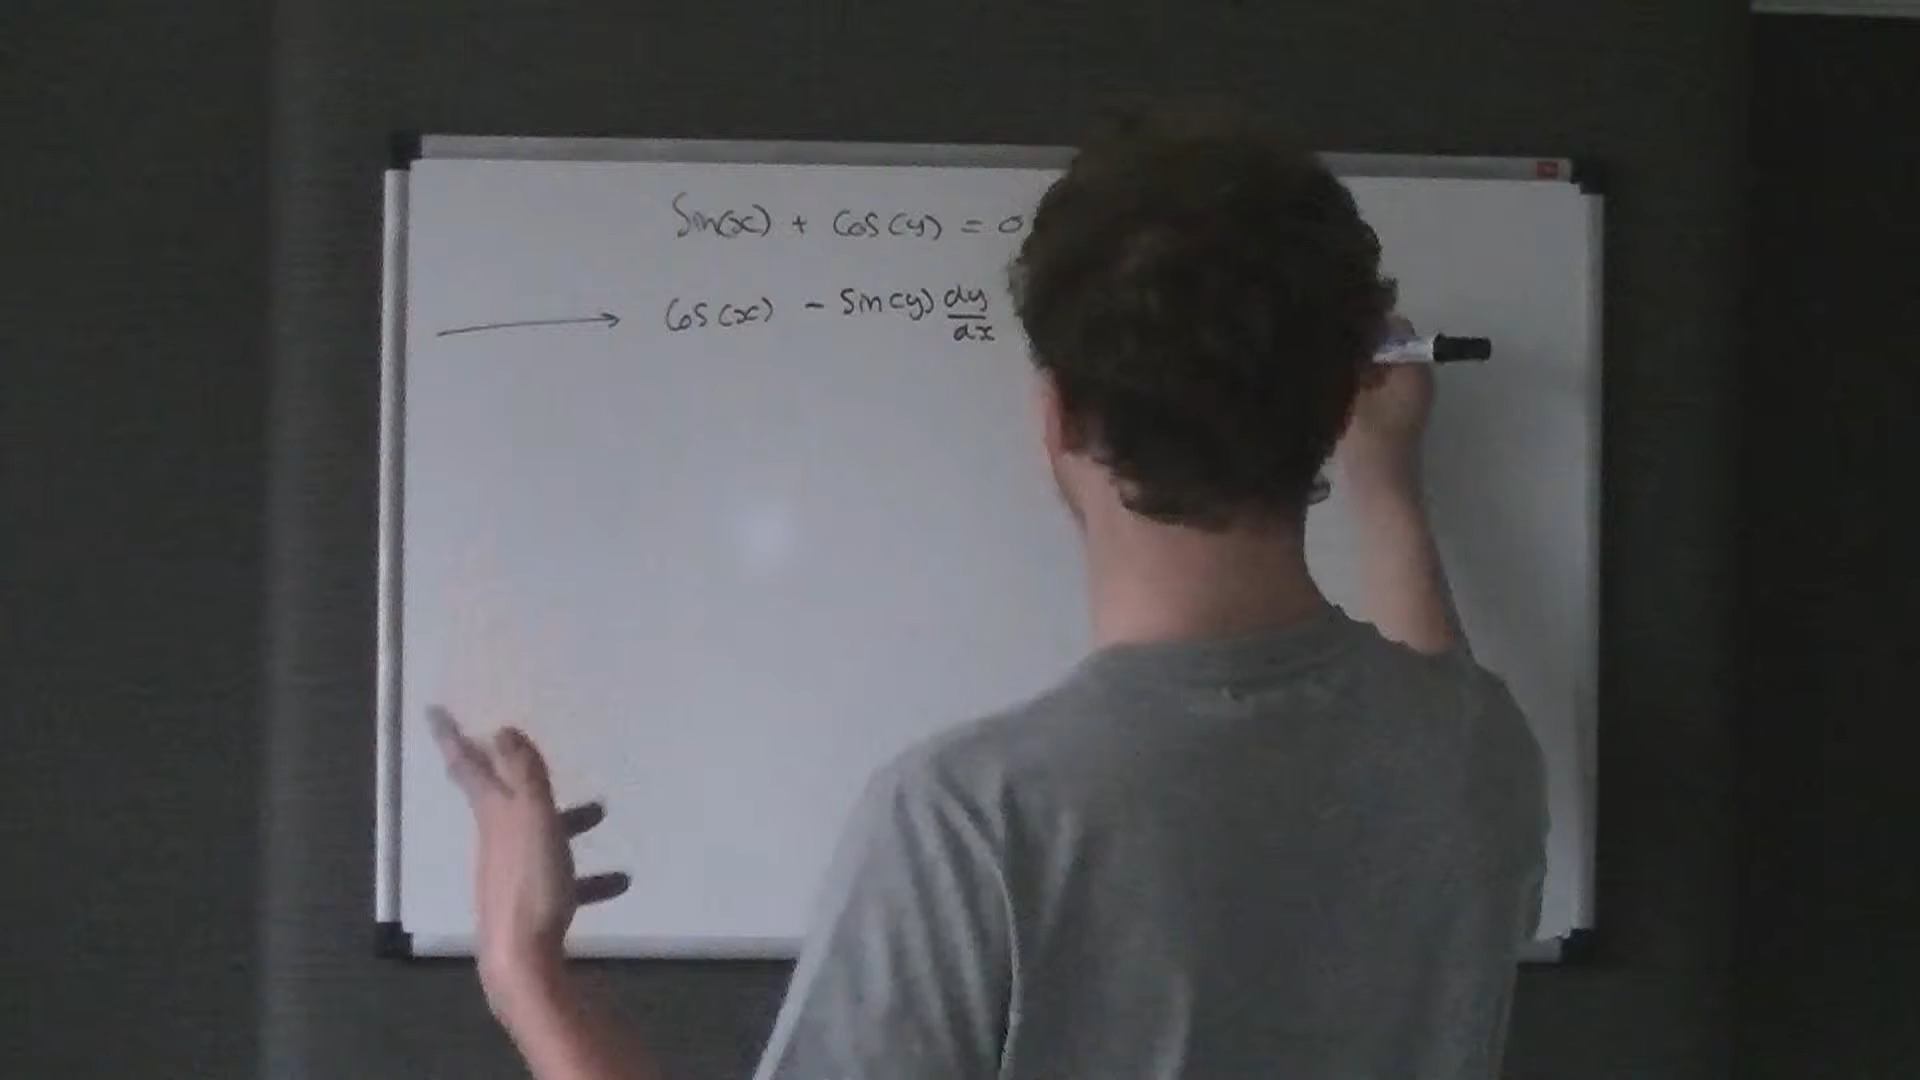 Sin(x) + Cos(y) = 0
Cos(x) - Sin(y) dy/dx